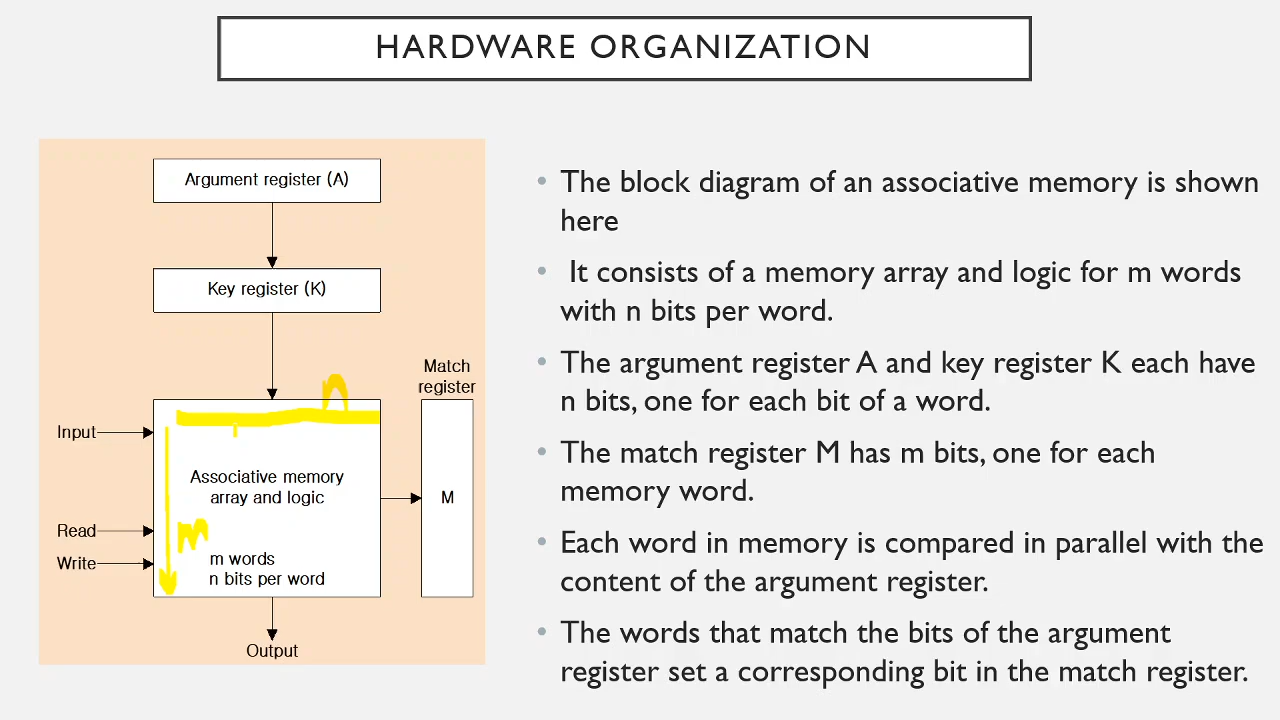 HARDWARE ORGANIZATION
Argument register (A)
Key register (K)
Match
register
n
Input
Associative memory
array and logic
M
Read
m
Write
m words
n bits per word
Output
• The block diagram of an associative memory is shown
here
• It consists of a memory array and logic for m words
with n bits per word.
• The argument register A and key register K each have
n bits, one for each bit of a word.
• The match register M has m bits, one for each
memory word.
• Each word in memory is compared in parallel with the
content of the argument register.
• The words that match the bits of the argument
register set a corresponding bit in the match register.